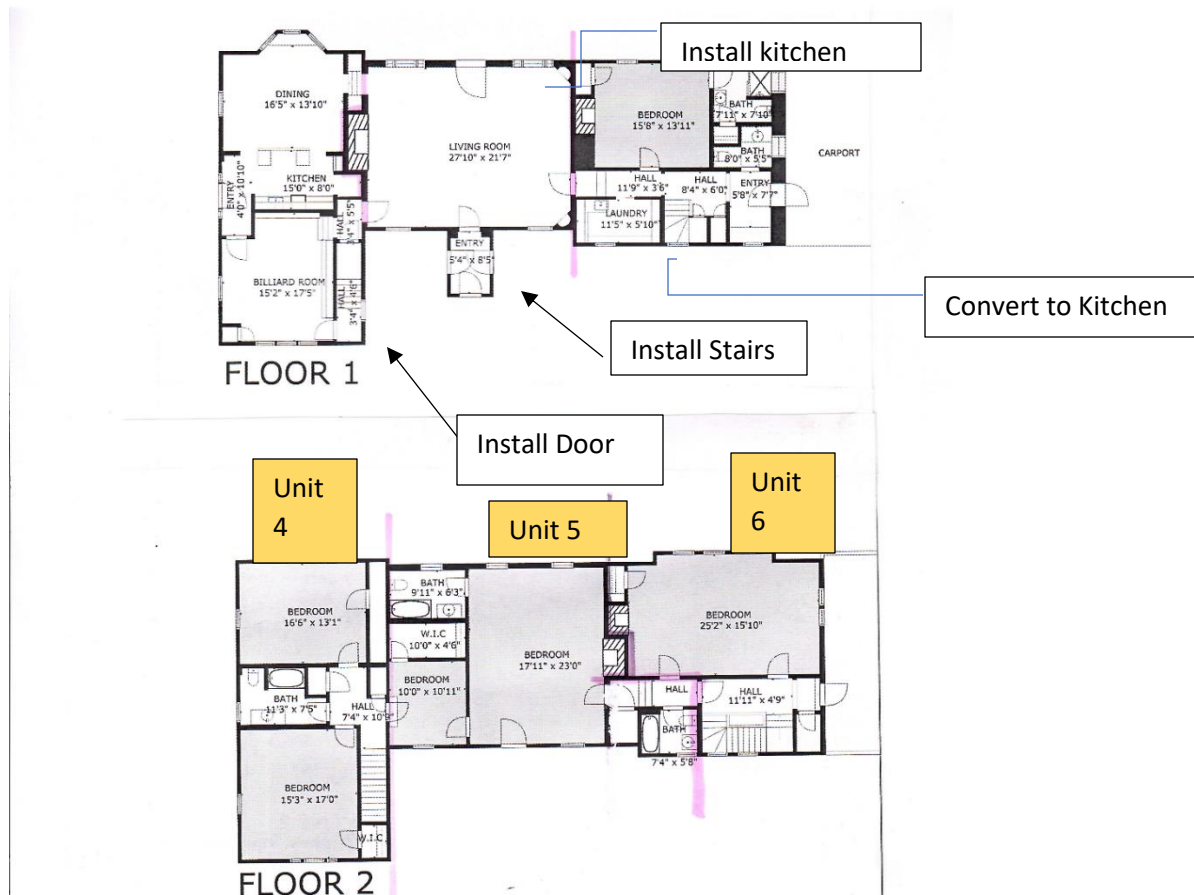 Install kitchen
DINING
16'5" x 13'10"
BEDROOM
15'8" x 13'11"
BATH
7'11" x 7'10"
LIVING ROOM
27'10" x 21'7"
BATH
8'0" x 5'5"
CARPORT
KITCHEN
15'0" x 8'0"
ENTRY
4'0" x 10'10"
HALL
11'9" x 3'6"
HALL
8'4" x 6'0"
ENTRY
5'8" x 7'7"
HALL
3'4" x 5'5"
LAUNDRY
11'5" x 5'10"
ENTRY
5'4" x 8'5"
BILLIARD ROOM
15'2" x 17'5"
HALL
3'4" x 4'6"
Convert to Kitchen
Install Stairs
FLOOR 1
Install Door
Unit
4
Unit 5
Unit
6
BEDROOM
16'6" x 13'1"
BATH
9'11" x 6'3"
W.I.C
10'0" x 4'6"
BEDROOM
17'11" x 23'0"
BEDROOM
25'2" x 15'10"
BEDROOM
10'0" x 10'11"
BATH
11'3" x 7'5"
HALL
7'4" x 10'9"
HALL
HALL
11'11" x 4'9"
BATH
7'4" x 5'8"
BEDROOM
15'3" x 17'0"
W.I.C
FLOOR 2